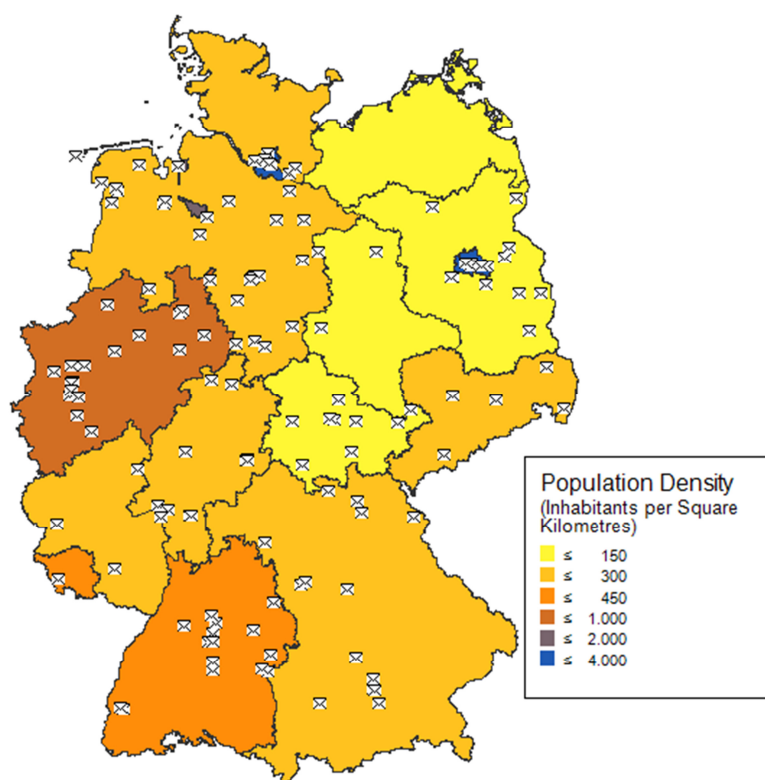 Population Density
(Inhabitants per Square
Kilometres)
≤ 150
≤ 300
≤ 450
≤ 1.000
≤ 2.000
≤ 4.000